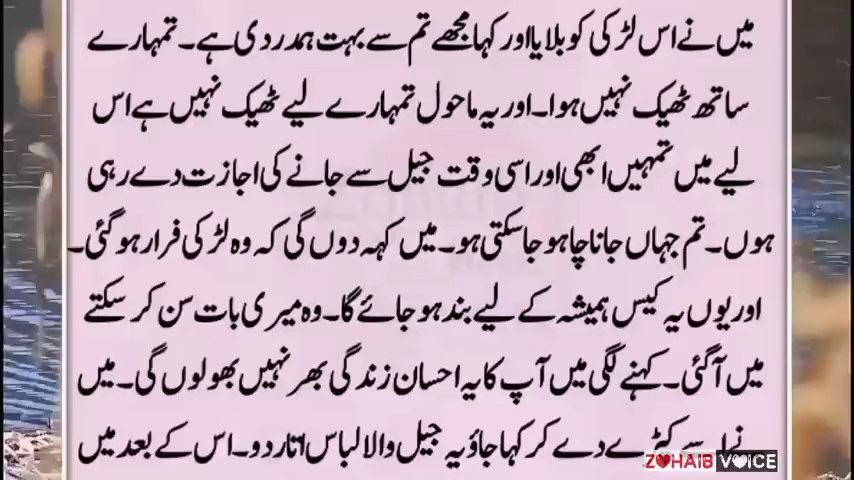 میں نے اس لڑکی کو بلایا اور کہا مجھے تم سے بہت ہمدردی ہے۔ تمہارے
ساتھ ٹھیک نہیں ہوا۔ اور یہ ماحول تمہارے لیے ٹھیک نہیں ہے اس
لیے میں تمہیں ابھی اور اسی وقت جیل سے جانے کی اجازت دے رہی
ہوں۔ تم جہاں جانا چاہو جا سکتی ہو۔ میں کہہ دوں گی کہ وہ لڑکی فرار ہو گئی۔
اور یوں یہ کیس ہمیشہ کے لیے بند ہو جائے گا۔ وہ میری بات سن کر سکتے
میں آ گئی۔ کہنے لگی میں آپ کا یہ احسان زندگی بھر نہیں بھولوں گی۔ میں
نے اسے کپڑے دے کر کہا جاؤ یہ جیل والا لباس اتار دو۔ اس کے بعد میں
ZOHAIB VOICE